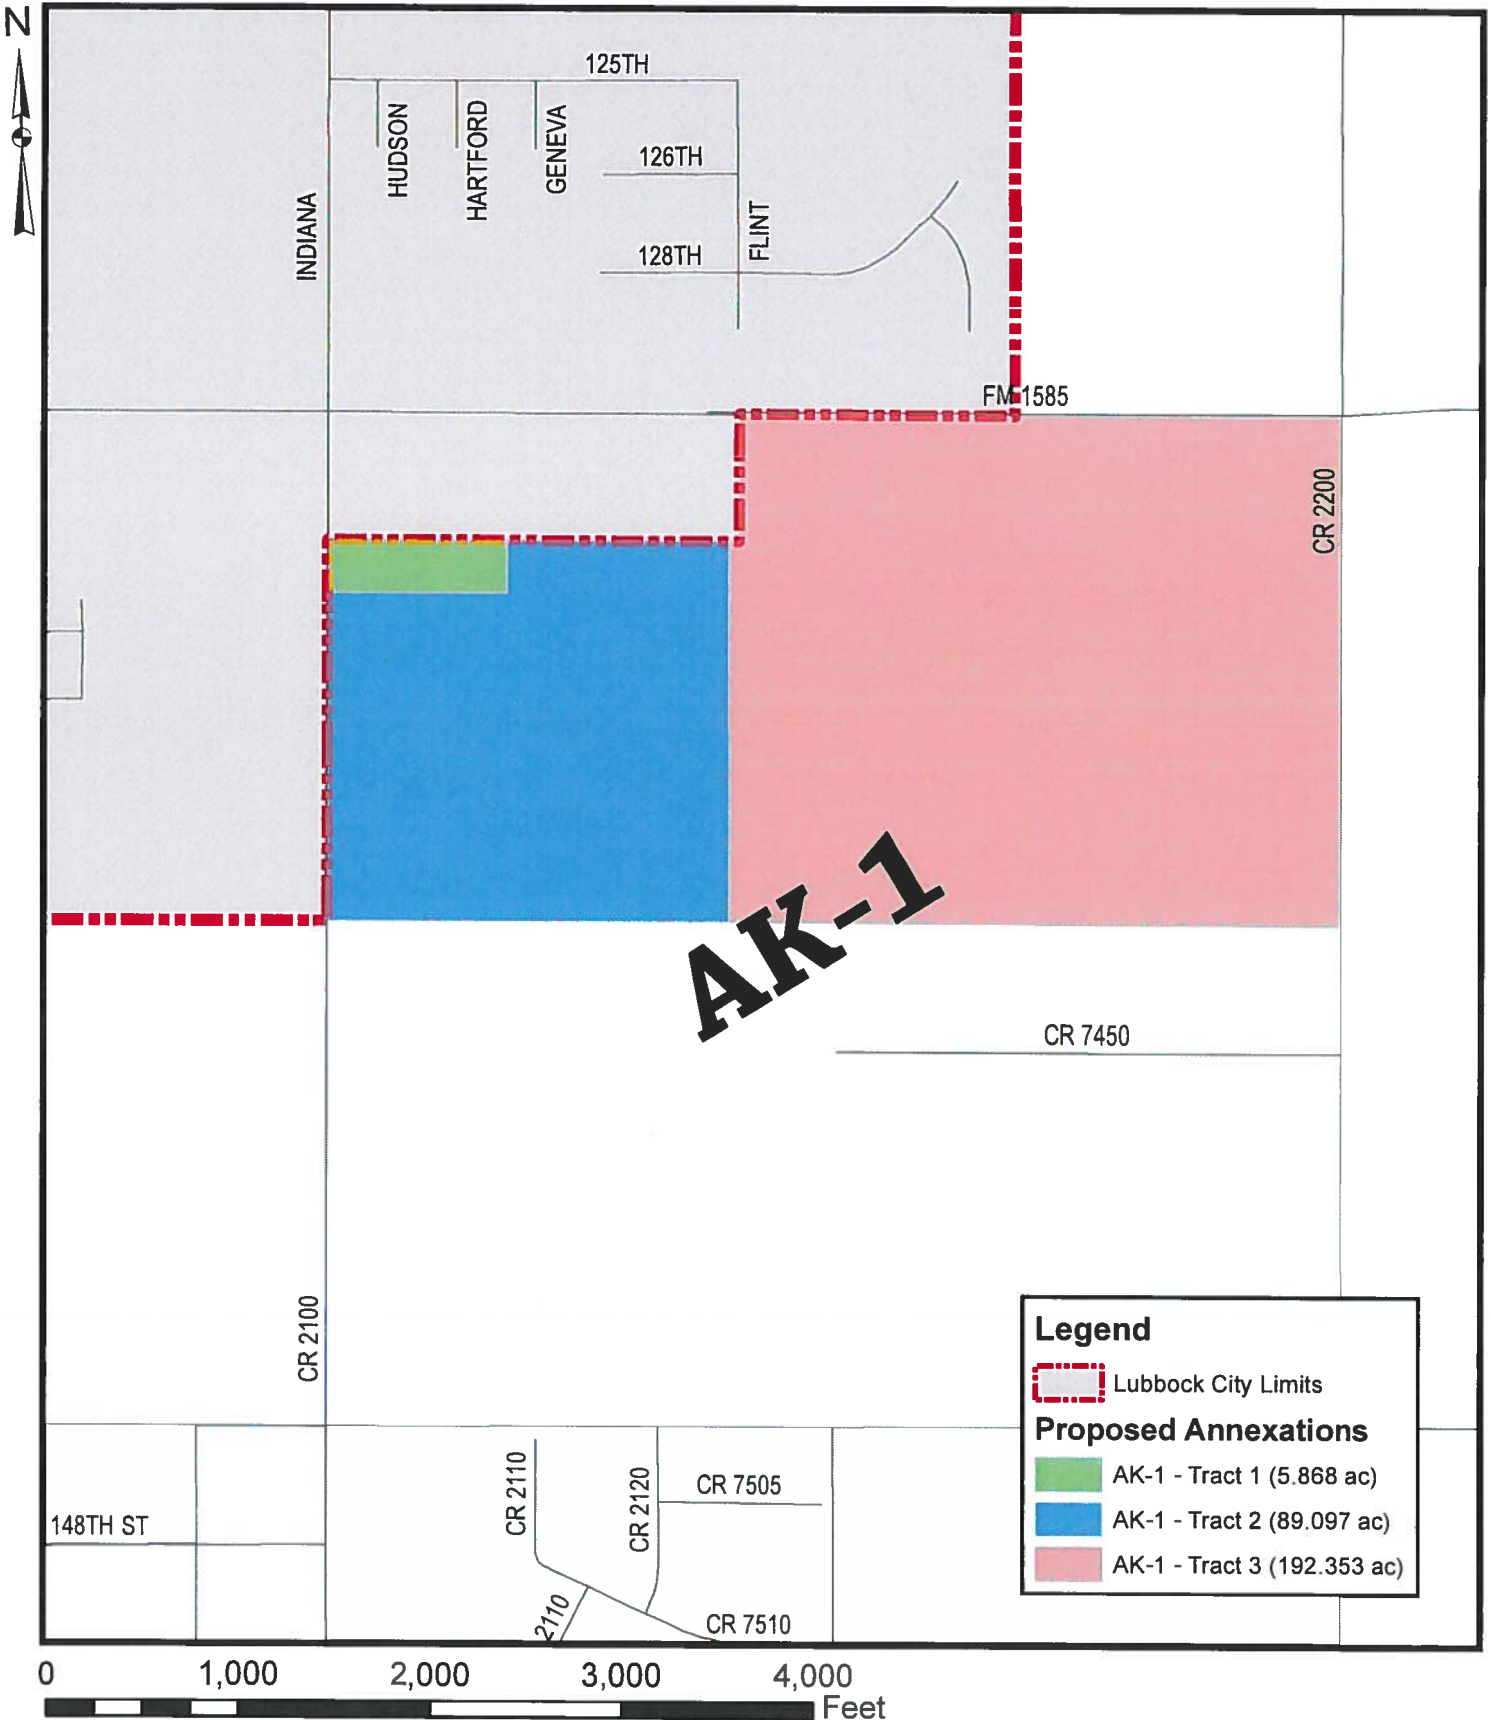 N
125TH
HUDSON
HARTFORD
GENEVA
126TH
INDIANA
FLINT
128TH
FM 1585
CR 2200
AK-1
CR 7450
CR 2100
Legend
Lubbock City Limits
Proposed Annexations
AK-1 - Tract 1 (5.868 ac)
AK-1 - Tract 2 (89.097 ac)
AK-1 - Tract 3 (192.353 ac)
CR 2110
CR 2120
CR 7505
148TH ST
2110
CR 7510
0 1,000 2,000 3,000 4,000
Feet